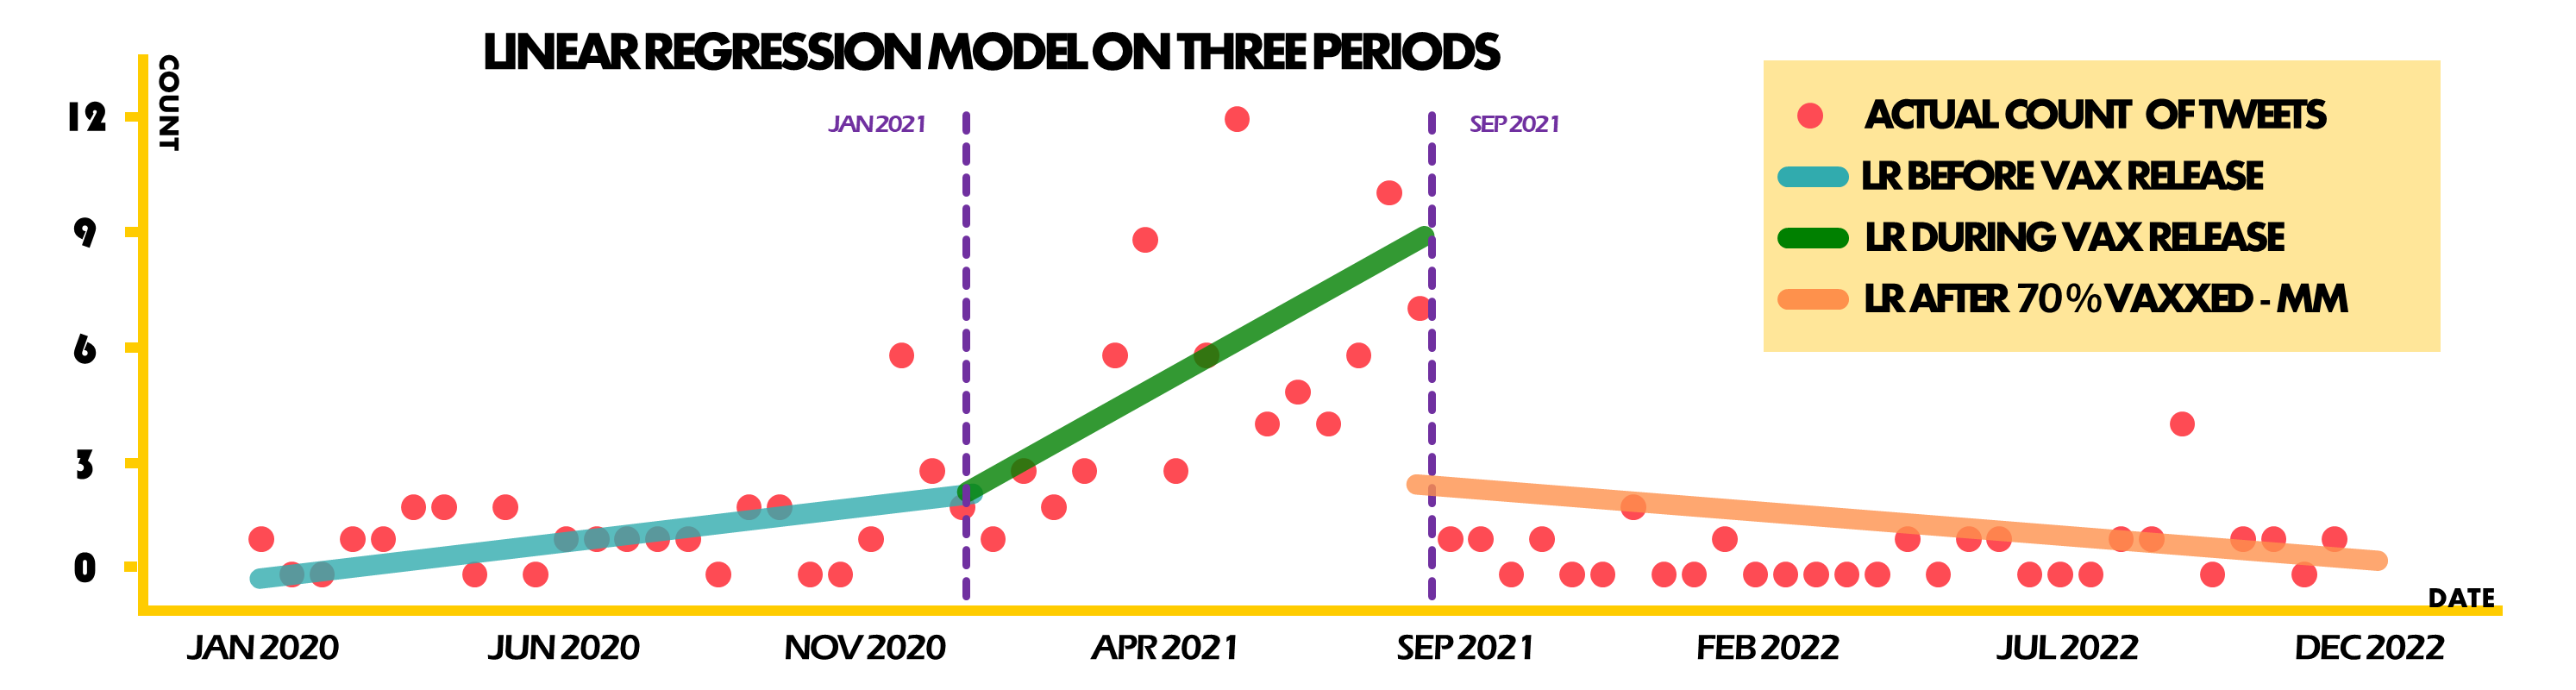 LINEAR REGRESSION MODEL ON THREE PERIODS
COUNT
12
9
6
3
0
JAN 2021
SEP 2021
ACTUAL COUNT OF TWEETS
LR BEFORE VAX RELEASE
LR DURING VAX RELEASE
LR AFTER 70% VAXXED - MM
DATE
JAN 2020
JUN 2020
NOV 2020
APR 2021
SEP 2021
FEB 2022
JUL 2022
DEC 2022